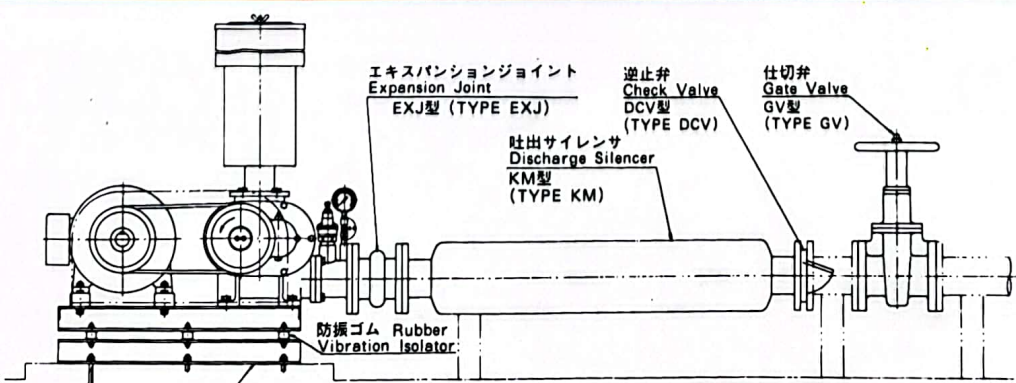 エキスパンションジョイント
Expansion Joint
EXJ型 (TYPE EXJ)
逆止弁
Check Valve
DCV型
(TYPE DCV)
仕切弁
Gate Valve
GV型
(TYPE GV)
吐出サイレンサ
Discharge Silencer
KM型
(TYPE KM)
防振ゴム Rubber
Vibration Isolator